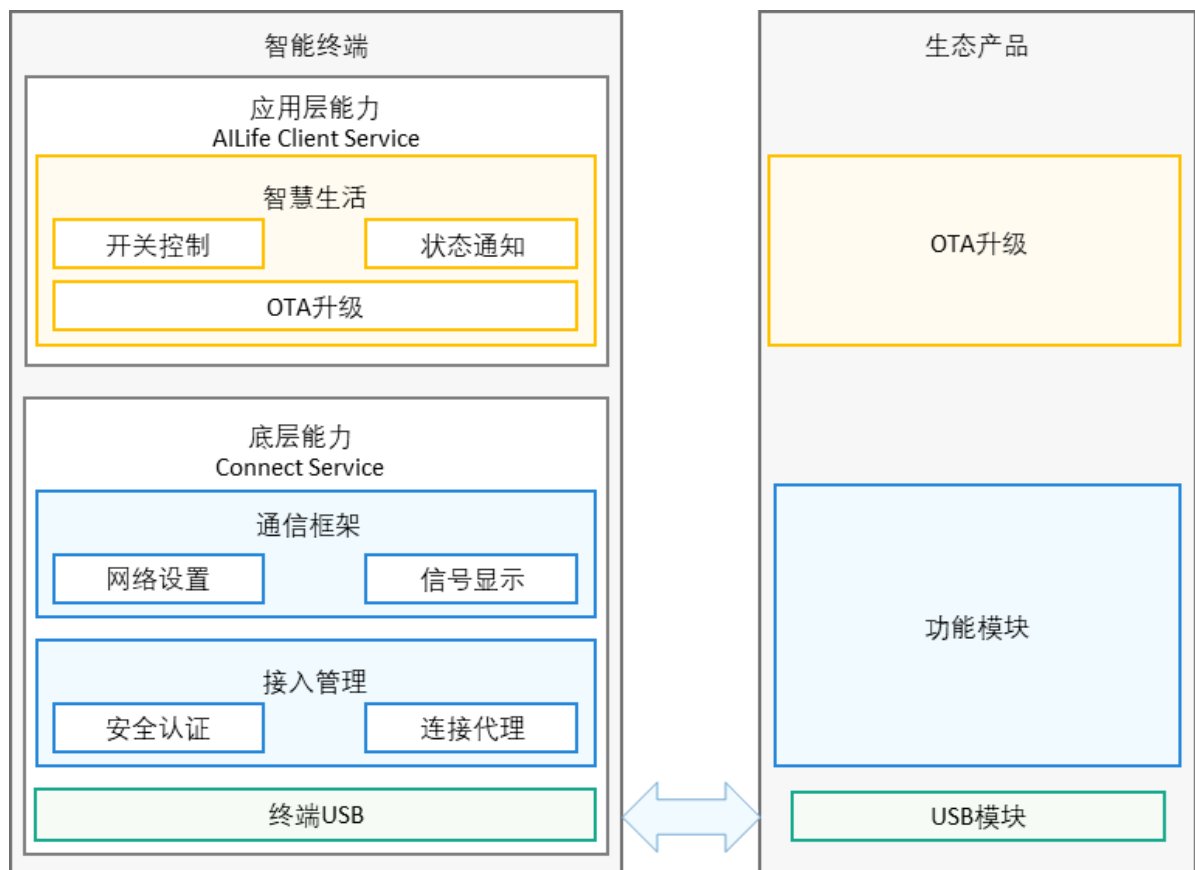 智能终端
应用层能力
AILife Client Service
智慧生活
开关控制
状态通知
OTA升级
底层能力
Connect Service
通信框架
网络设置
信号显示
接入管理
安全认证
连接代理
终端USB
生态产品
OTA升级
功能模块
USB模块